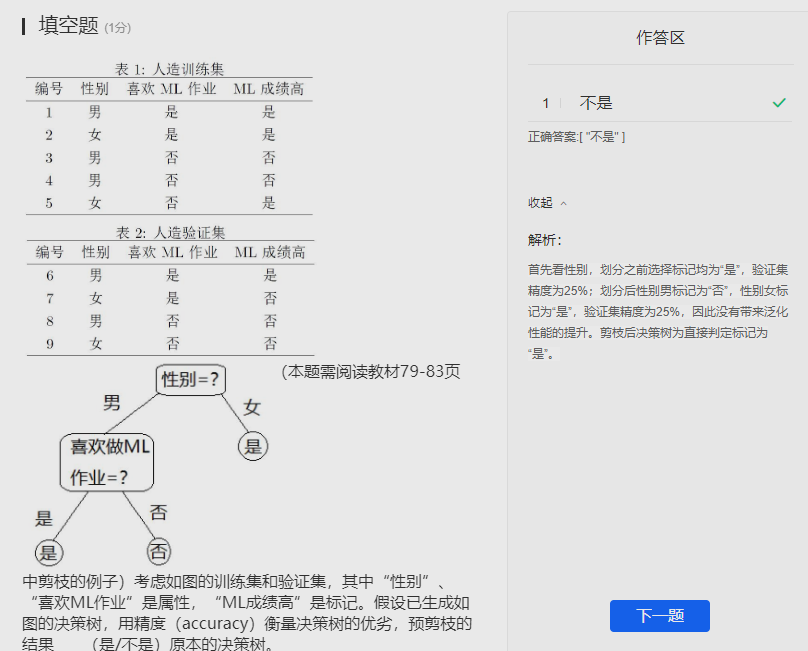 填空题 (1分)
表 1: 人造训练集
编号 性别 喜欢 ML 作业 ML 成绩高
1 男 是 是
2 女 是 是
3 男 否 否
4 男 否 否
5 女 否 是
表 2: 人造验证集
编号 性别 喜欢 ML 作业 ML 成绩高
6 男 是 是
7 女 是 否
8 男 否 否
9 女 否 否
性别=?
(本题需阅读教材79-83页
男
女
喜欢做ML
作业=?
是
是
否
是
否
中剪枝的例子）考虑如图的训练集和验证集，其中“性别”、
“喜欢ML作业”是属性，“ML成绩高”是标记。假设已生成如
图的决策树，用精度（accuracy）衡量决策树的优劣，预剪枝的
结果____（是/不是）原本的决策树。
作答区
1 不是
正确答案:[ "不是" ]
收起
解析：
首先看性别，划分之前选择标记均为“是”，验证集
精度为25%；划分后性别男标记为“否”，性别女标
记为“是”，验证集精度为25%，因此没有带来泛化
性能的提升。剪枝后决策树为直接判定标记为
“是”。
下一题